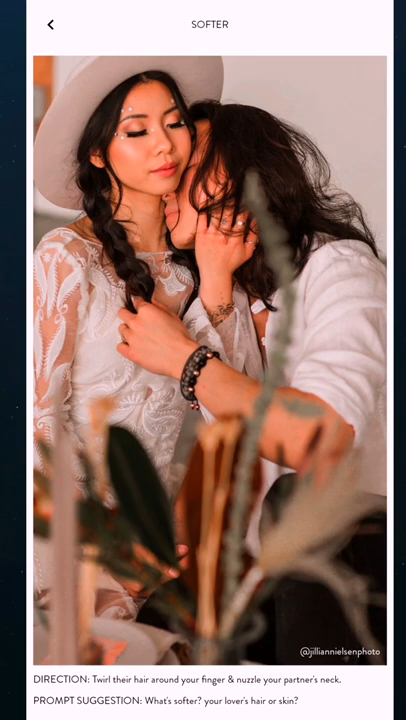 SOFTER
@jilliannielsenphoto
DIRECTION: Twirl their hair around your finger & nuzzle your partner's neck.
PROMPT SUGGESTION: What's softer? your lover's hair or skin?